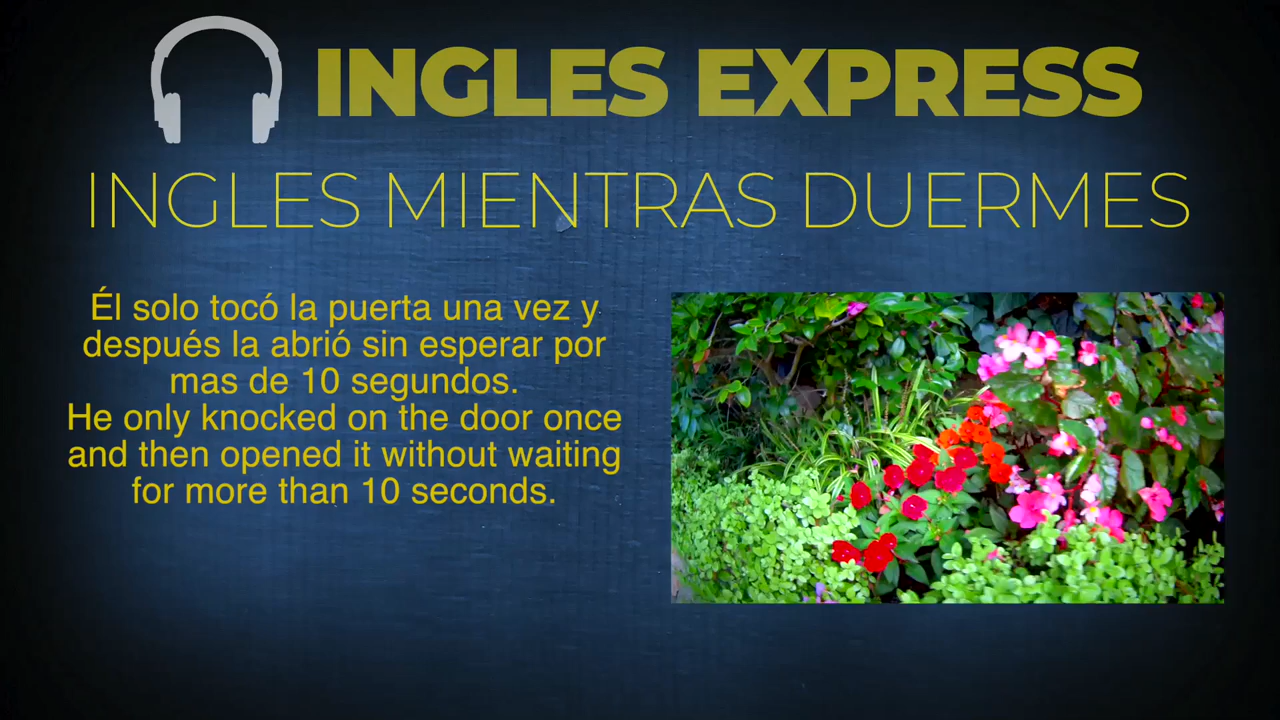 INGLES EXPRESS
INGLES MIENTRAS DUERMES
Él solo tocó la puerta una vez y
después la abrió sin esperar por
mas de 10 segundos.
He only knocked on the door once
and then opened it without waiting
for more than 10 seconds.